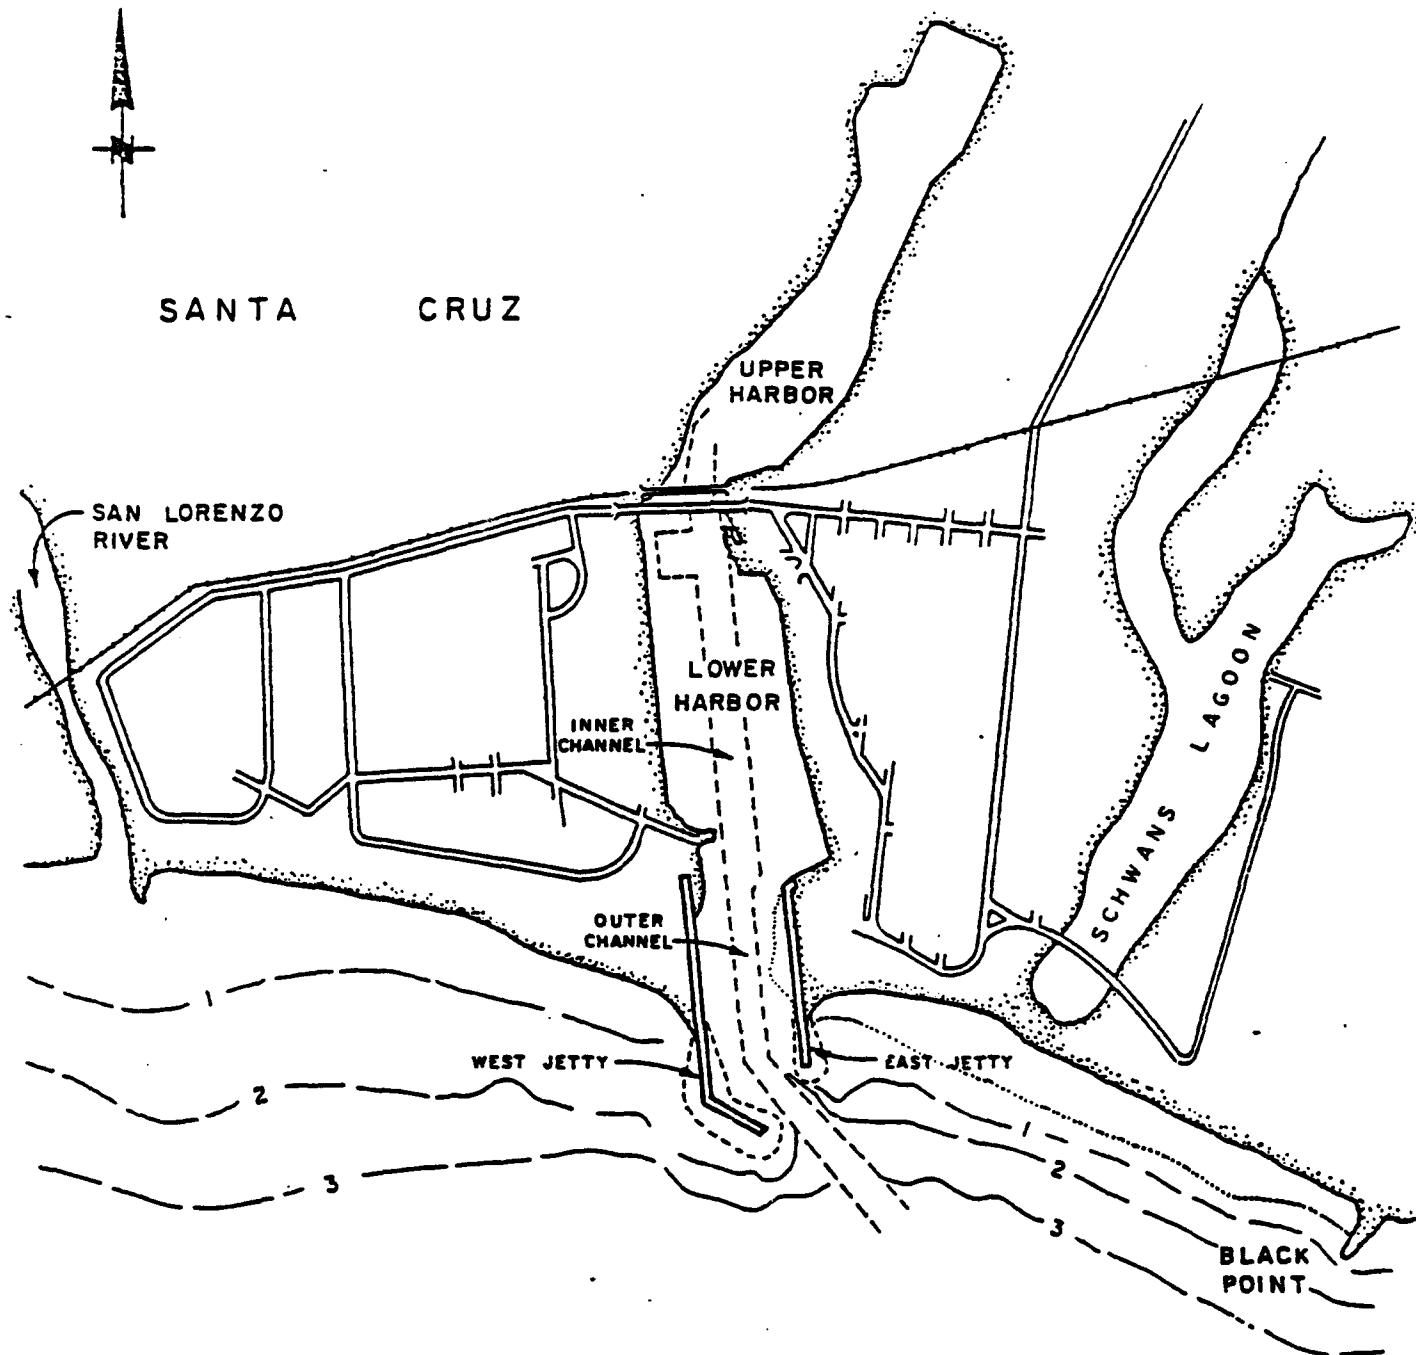 SANTA CRUZ
UPPER
HARBOR
SAN LORENZO
RIVER
LOWER
HARBOR
INNER
CHANNEL
SCHWANS LAGOON
OUTER
CHANNEL
WEST JETTY
EAST JETTY
1
2
3
1
2
3
BLACK
POINT